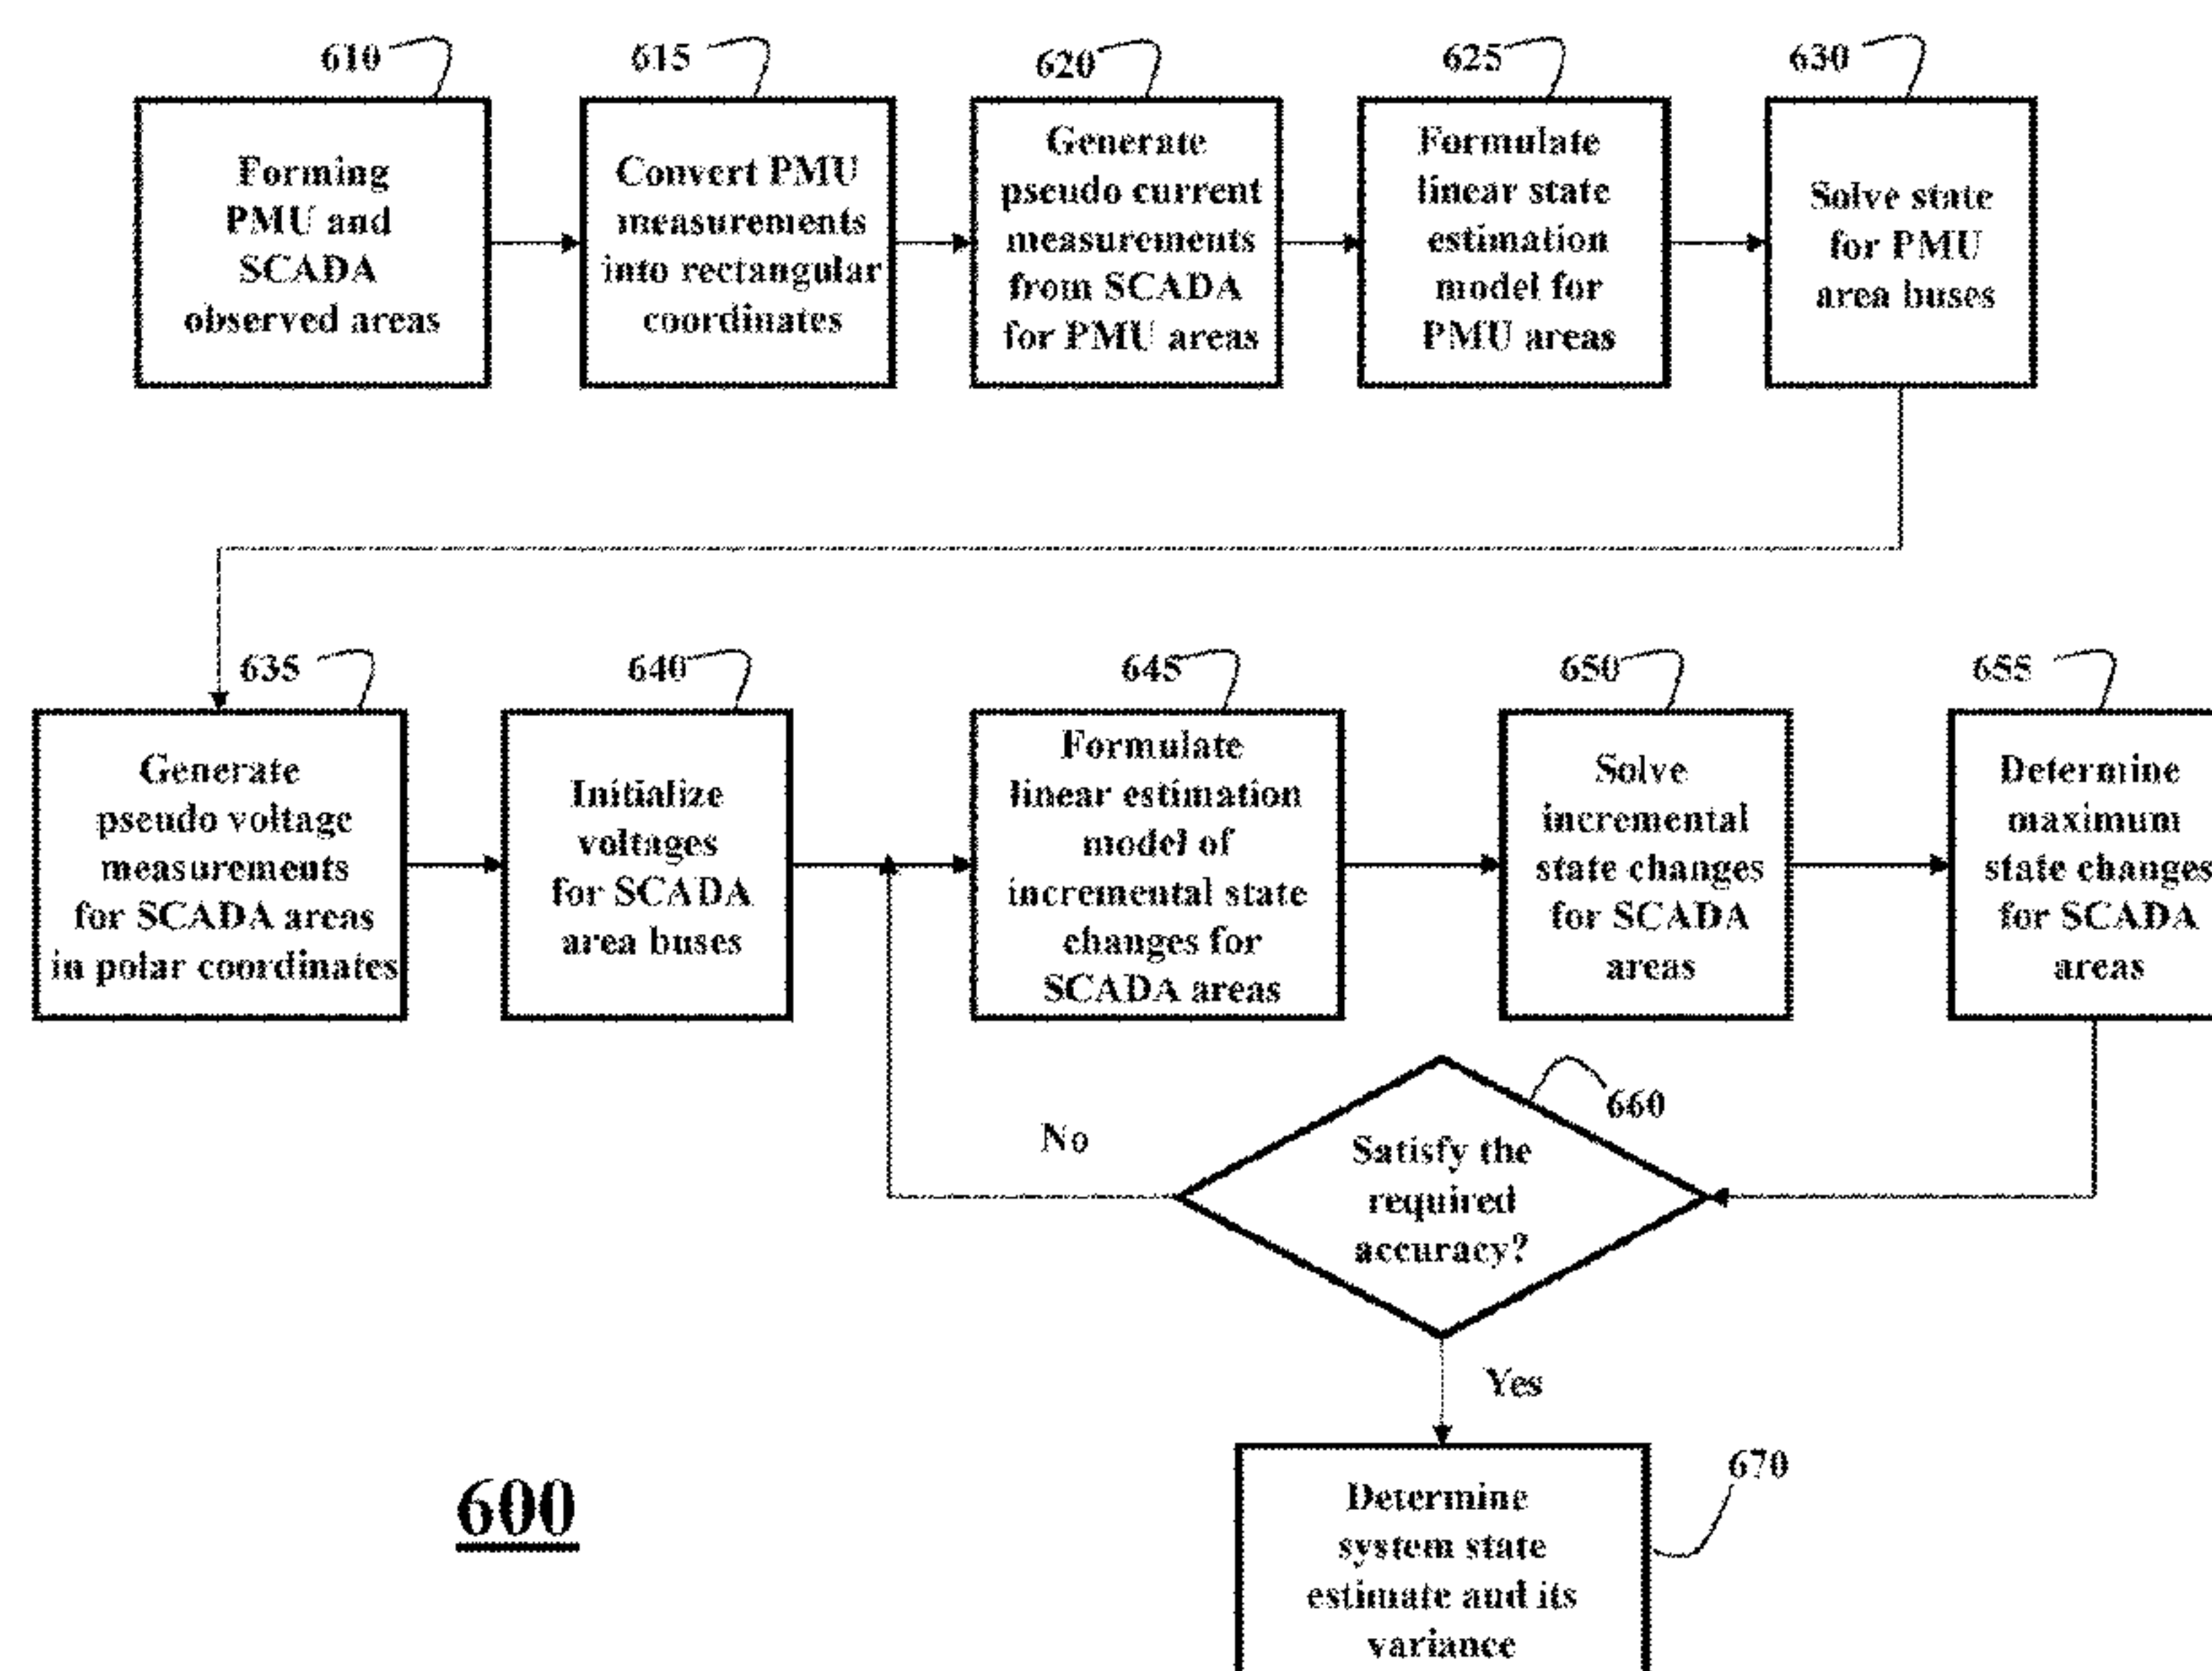 610
615
620
625
630
Forming
PMU and
SCADA
observed areas
Convert PMU
measurements
into rectangular
coordinates
Generate
pseudo current
measurements
from SCADA
for PMU areas
Formulate
linear state
estimation
model for
PMU areas
Solve state
for PMU
area buses
635
640
645
650
655
Generate
pseudo voltage
measurements
for SCADA areas
in polar coordinates
Initialize
voltages
for SCADA
area buses
Formulate
linear estimation
model of
incremental state
changes for
SCADA areas
Solve
incremental
state changes
for SCADA
areas
Determine
maximum
state changes
for SCADA
areas
660
No
Satisfy the
required
accuracy?
Yes
670
Determine
system state
estimate and its
variance
600